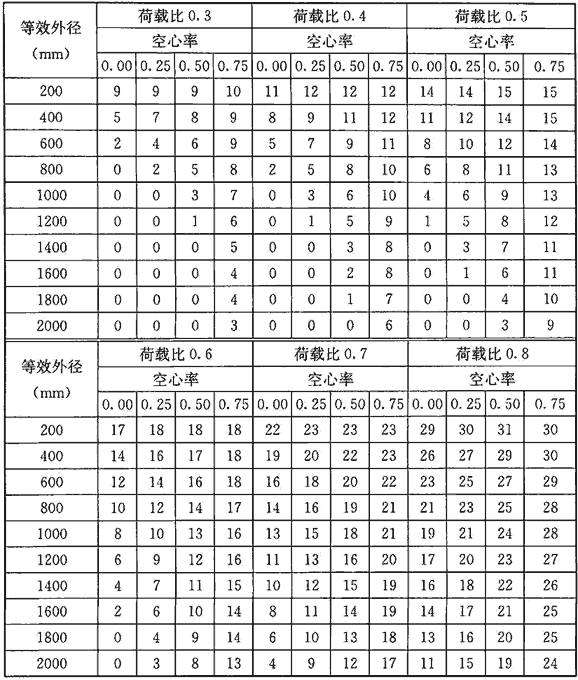 等效外径
(mm)
荷载比0.3 荷载比0.4 荷载比0.5
空心率 空心率 空心率
0.00 0.25 0.50 0.75 0.00 0.25 0.50 0.75 0.00 0.25 0.50 0.75
200 9 9 9 10 11 12 12 12 14 14 15 15
400 5 7 8 9 8 9 11 12 11 12 14 15
600 2 4 6 9 5 7 9 11 8 10 12 14
800 0 2 5 8 2 5 8 10 6 8 11 13
1000 0 0 3 7 0 3 6 10 4 6 9 13
1200 0 0 1 6 0 1 5 9 1 5 8 12
1400 0 0 0 5 0 0 3 8 0 3 7 11
1600 0 0 0 4 0 0 2 8 0 1 6 11
1800 0 0 0 4 0 0 1 7 0 0 4 10
2000 0 0 0 3 0 0 0 6 0 0 3 9
等效外径
(mm)
荷载比0.6 荷载比0.7 荷载比0.8
空心率 空心率 空心率
0.00 0.25 0.50 0.75 0.00 0.25 0.50 0.75 0.00 0.25 0.50 0.75
200 17 18 18 18 22 23 23 23 29 30 31 30
400 14 16 17 18 19 20 22 23 26 27 29 30
600 12 14 16 18 16 18 20 22 23 25 27 29
800 10 12 14 17 14 16 19 21 21 23 25 28
1000 8 10 13 16 13 15 18 21 19 21 24 28
1200 6 9 12 16 11 13 16 20 17 20 23 27
1400 4 7 11 15 10 12 15 19 16 18 22 26
1600 2 6 10 14 8 11 14 19 14 17 21 25
1800 0 4 9 14 6 10 13 18 13 16 20 25
2000 0 3 8 13 4 9 12 17 11 15 19 24